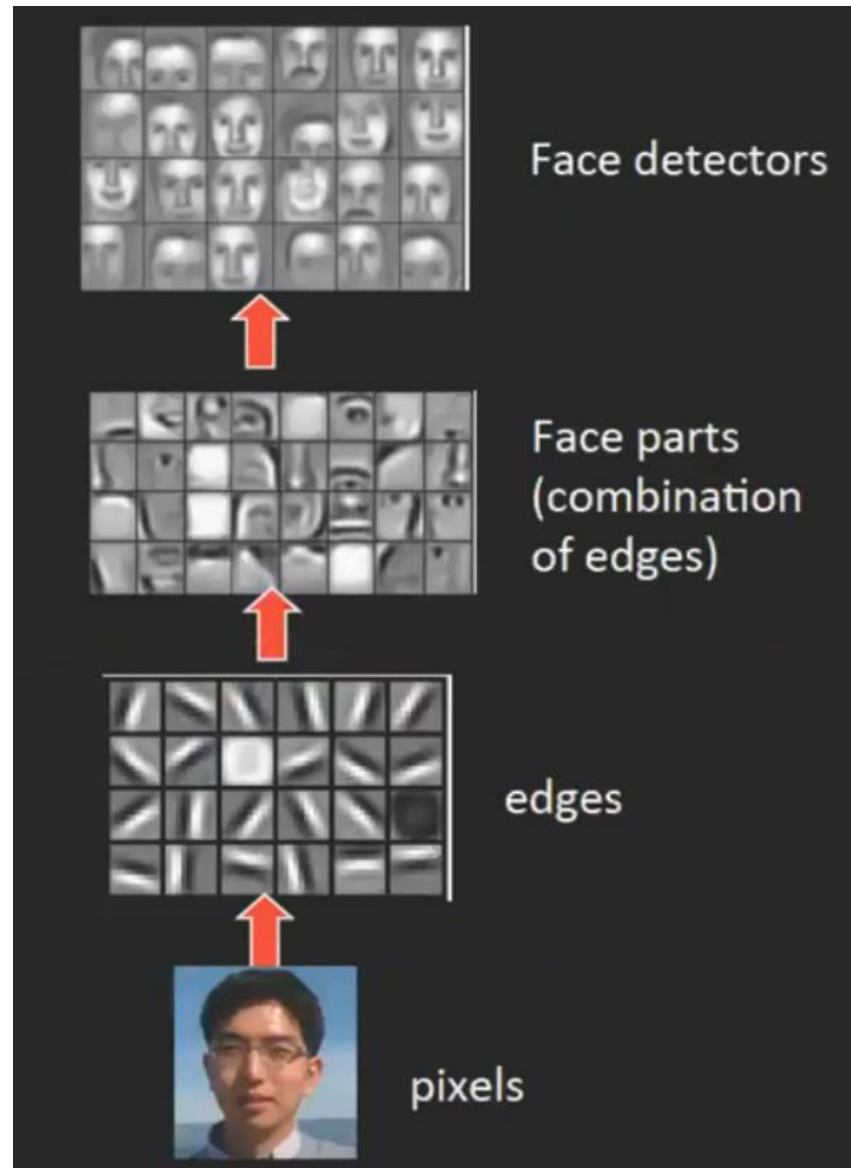 Face detectors
Face parts
(combination
of edges)
edges
pixels